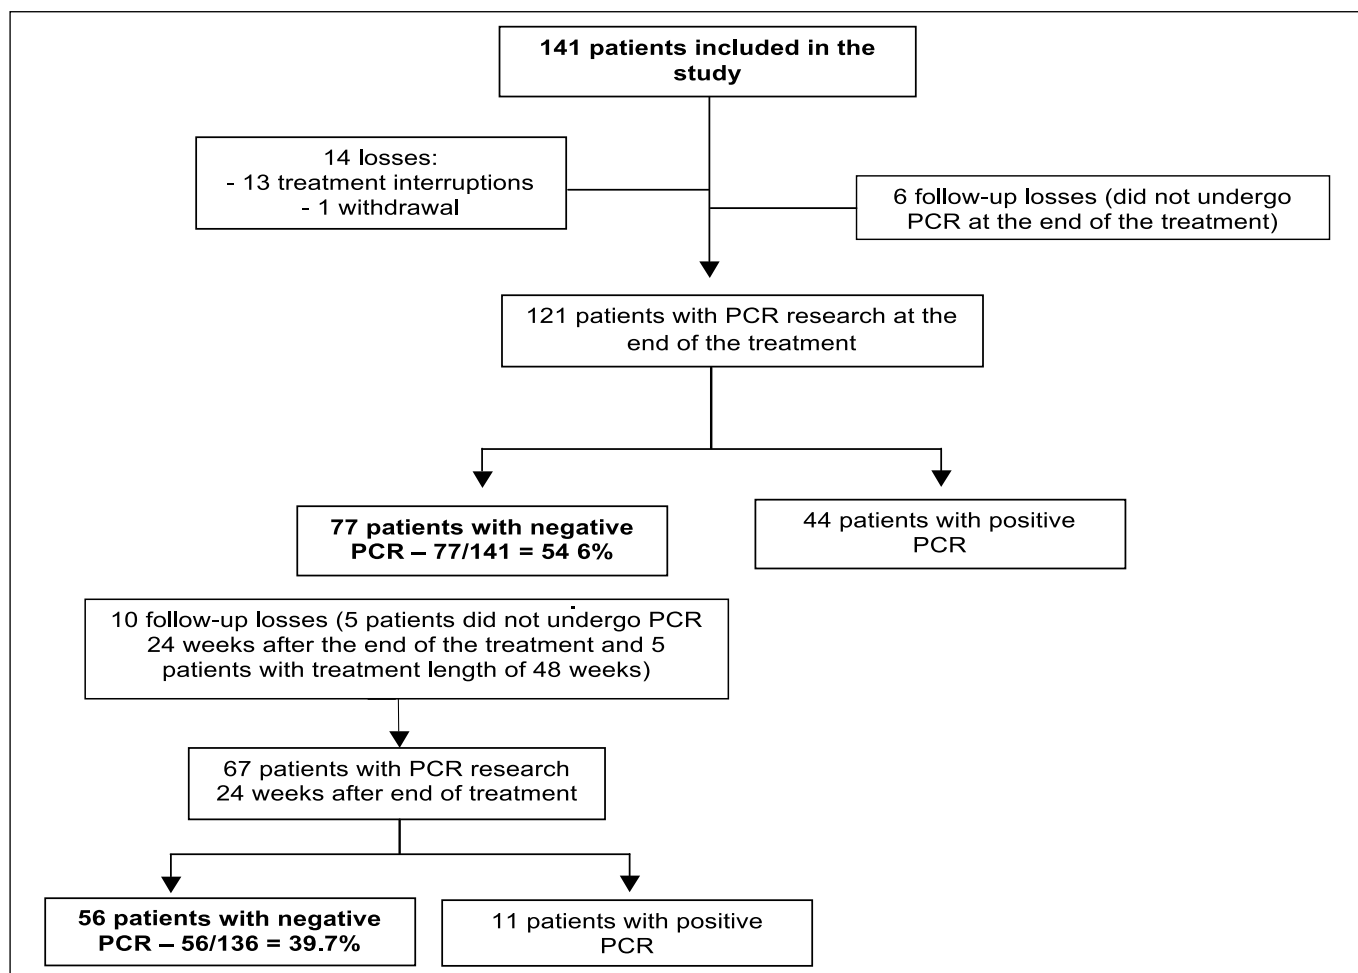 141 patients included in the
study
14 losses:
- 13 treatment interruptions
- 1 withdrawal
6 follow-up losses (did not undergo
PCR at the end of the treatment)
121 patients with PCR research at the
end of the treatment
77 patients with negative
PCR – 77/141 = 54 6%
44 patients with positive
PCR
10 follow-up losses (5 patients did not undergo PCR
24 weeks after the end of the treatment and 5
patients with treatment length of 48 weeks)
67 patients with PCR research
24 weeks after end of treatment
56 patients with negative
PCR – 56/136 = 39.7%
11 patients with positive
PCR